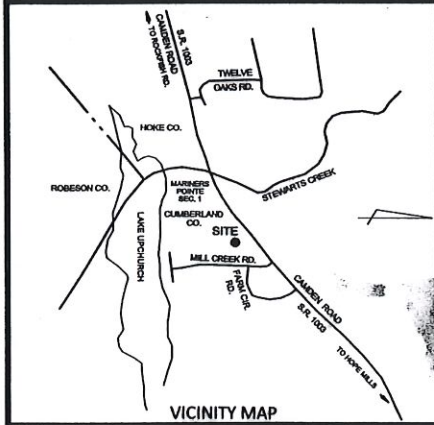 CAMDEN ROAD
TO ROCKFISH RD.
S.R. 1003
TWELVE
OAKS RD.
HOKE CO.
ROBESON CO.
MARINERS
POINTE
SEC. 1
STEWARTS CREEK
CUMBERLAND
CO.
SITE
LAKE UPCHURCH
MILL CREEK RD.
FARM CIR.
RD.
CAMDEN ROAD
S.R. 1003
TO HOPE MILLS
VICINITY MAP